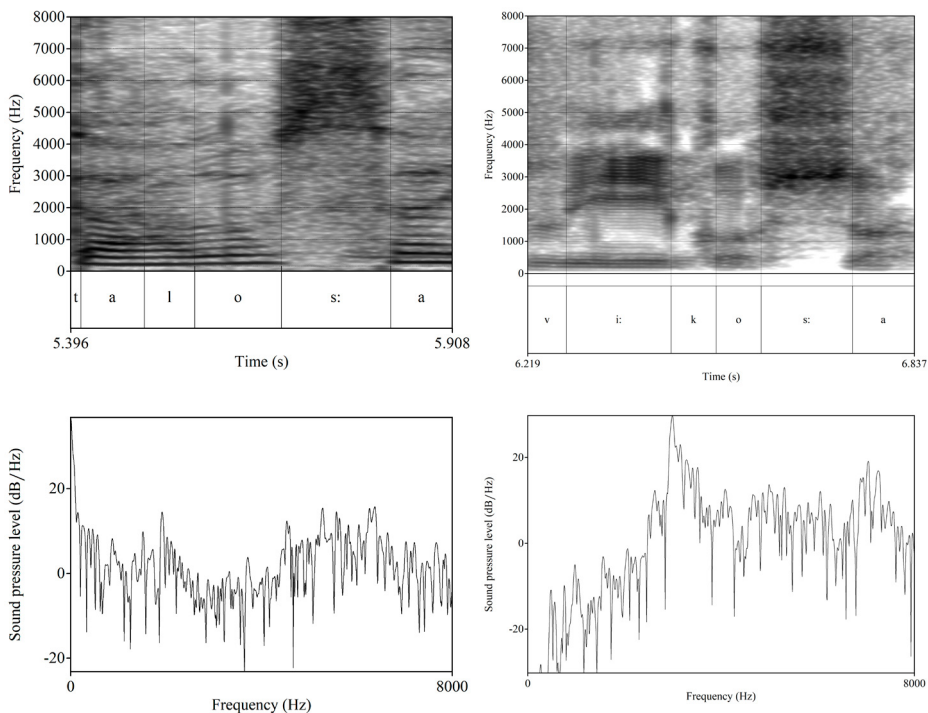 8000
7000
6000
5000
4000
3000
2000
1000
0
Frequency (Hz)
t a l o s: a
5.396 5.908
Time (s)
8000
7000
6000
5000
4000
3000
2000
1000
0
Frequency (Hz)
v i: k o s: a
6.219 6.837
Time (s)
20
0
-20
Sound pressure level (dB/Hz)
0 8000
Frequency (Hz)
20
0
-20
Sound pressure level (dB/Hz)
0 8000
Frequency (Hz)